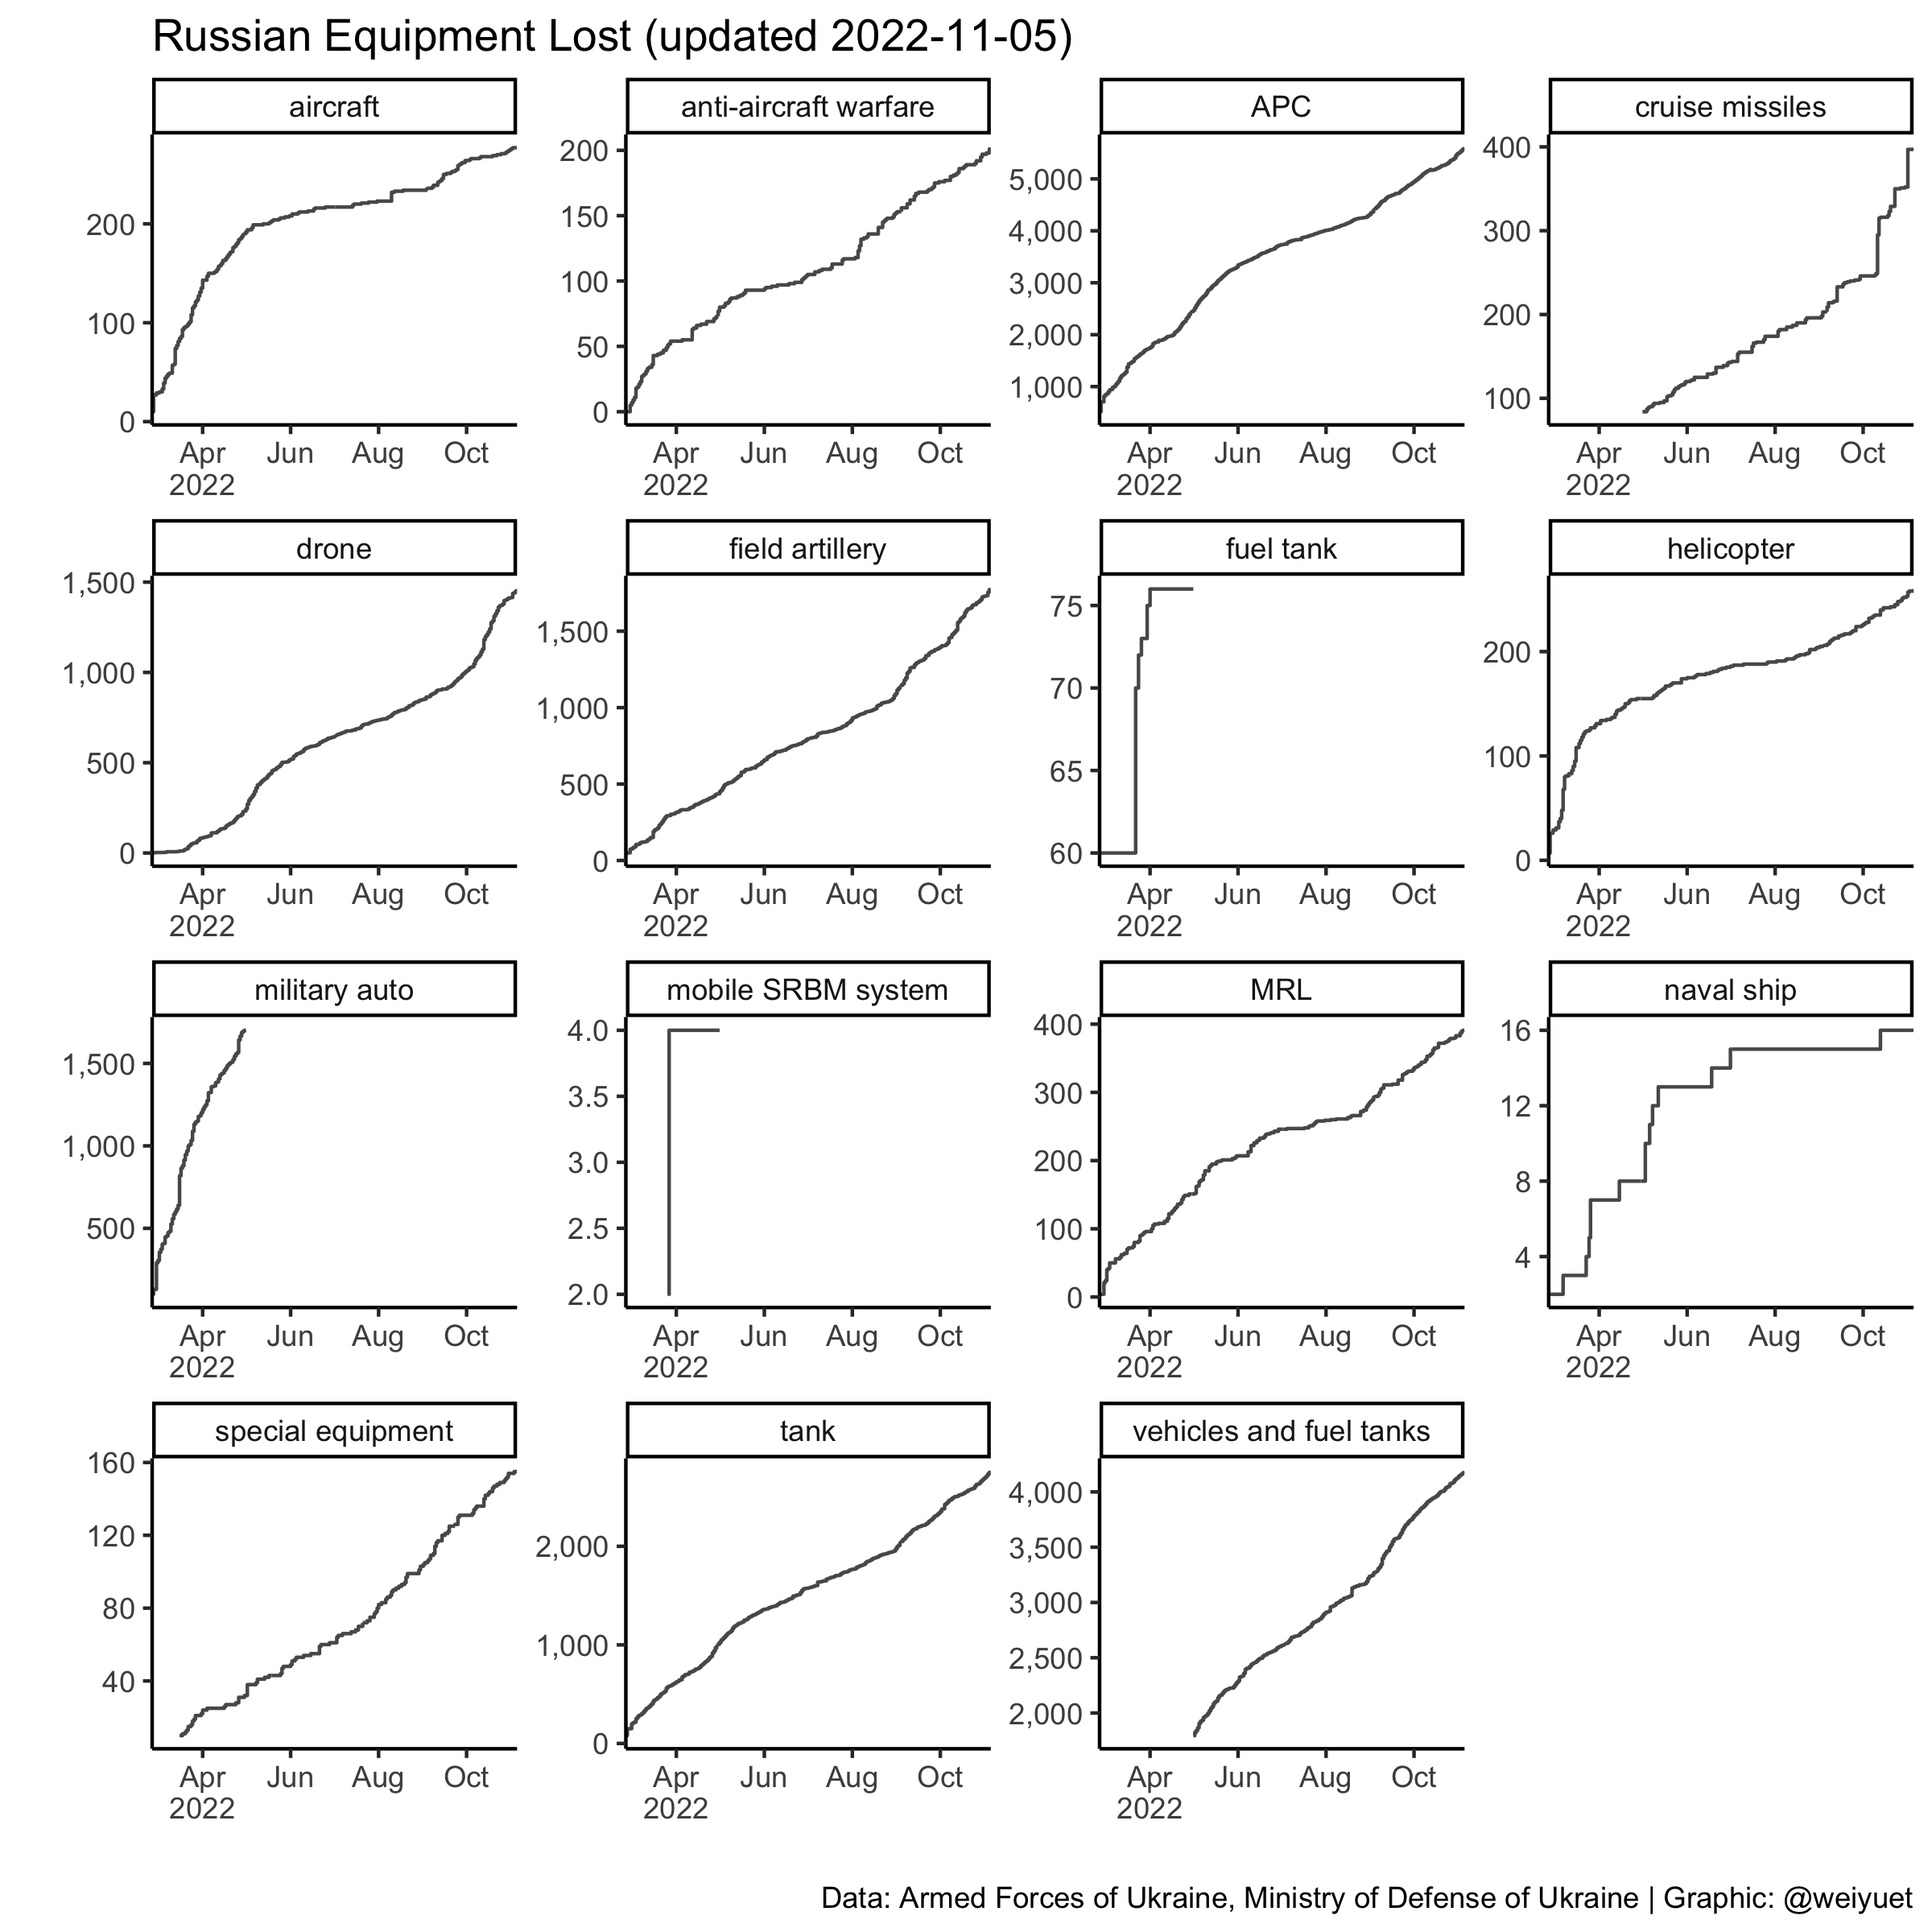 Russian Equipment Lost (updated 2022-11-05)
aircraft
200
100
0
Apr Jun Aug Oct
2022
anti-aircraft warfare
200
150
100
50
0
Apr Jun Aug Oct
2022
APC
5,000
4,000
3,000
2,000
1,000
Apr Jun Aug Oct
2022
cruise missiles
400
300
200
100
Apr Jun Aug Oct
2022
drone
1,500
1,000
500
0
Apr Jun Aug Oct
2022
field artillery
1,500
1,000
500
0
Apr Jun Aug Oct
2022
fuel tank
75
70
65
60
Apr Jun Aug Oct
2022
helicopter
200
100
0
Apr Jun Aug Oct
2022
military auto
1,500
1,000
500
Apr Jun Aug Oct
2022
mobile SRBM system
4.0
3.5
3.0
2.5
2.0
Apr Jun Aug Oct
2022
MRL
400
300
200
100
0
Apr Jun Aug Oct
2022
naval ship
16
12
8
4
Apr Jun Aug Oct
2022
special equipment
160
120
80
40
Apr Jun Aug Oct
2022
tank
2,000
1,000
0
Apr Jun Aug Oct
2022
vehicles and fuel tanks
4,000
3,500
3,000
2,500
2,000
Apr Jun Aug Oct
2022
Data: Armed Forces of Ukraine, Ministry of Defense of Ukraine | Graphic: @weiyuet